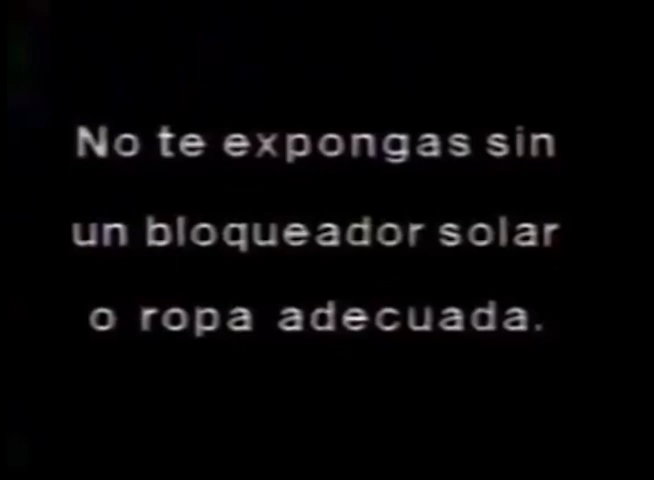 No te expongas sin
un bloqueador solar
o ropa adecuada.